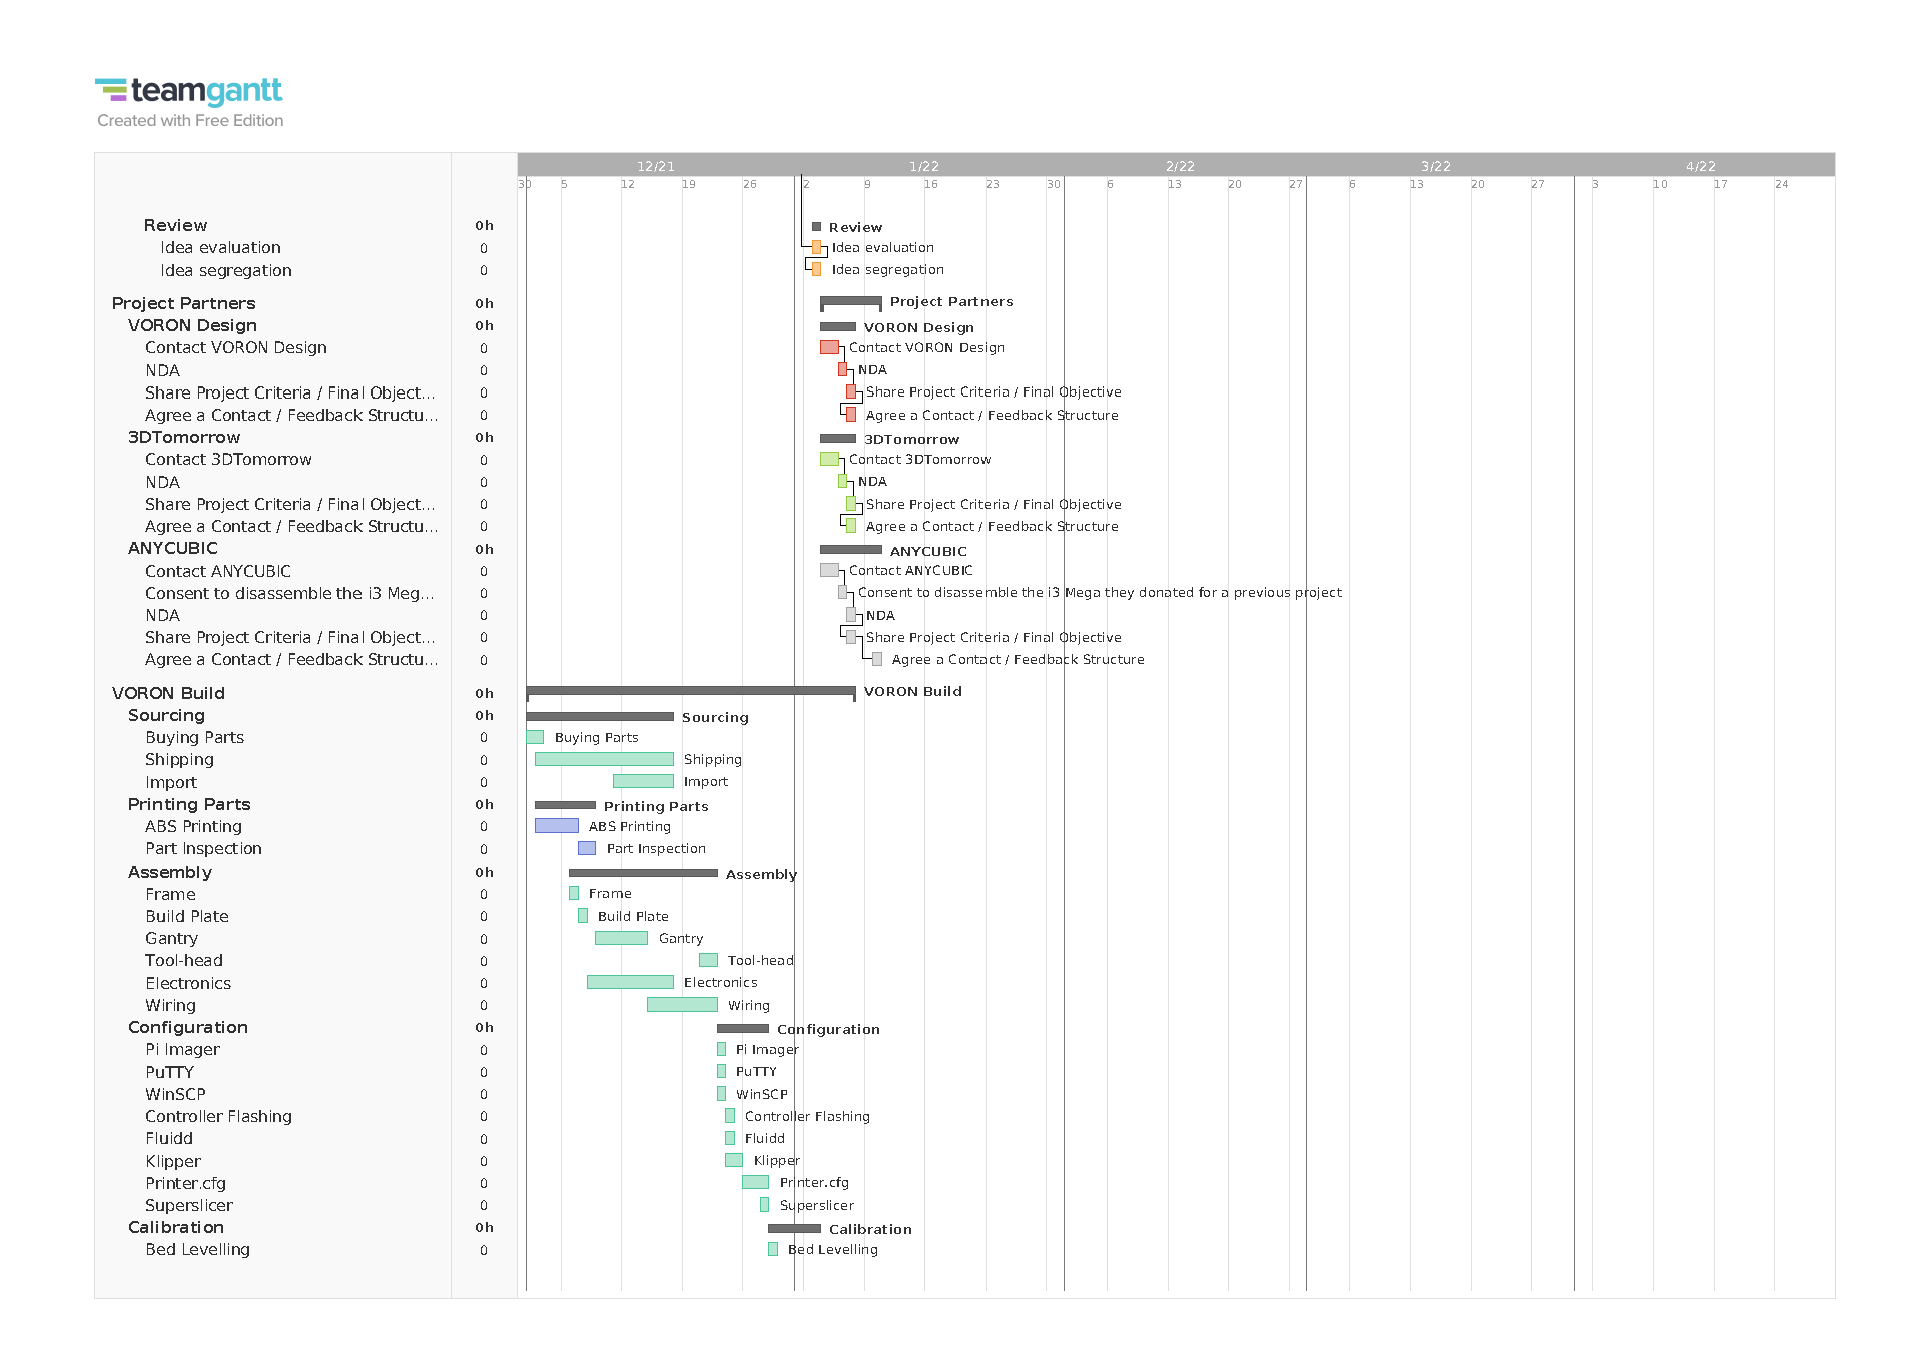 teamgantt
Created with Free Edition
12/21 1/22 2/22 3/22 4/22
30 5 12 19 26 2 9 16 23 30 6 13 20 27 6 13 20 27 3 10 17 24
Review 0h Review
Idea evaluation 0 Idea evaluation
Idea segregation 0 Idea segregation
Project Partners 0h Project Partners
VORON Design 0h VORON Design
Contact VORON Design 0 Contact VORON Design
NDA 0 NDA
Share Project Criteria / Final Object... 0 Share Project Criteria / Final Objective
Agree a Contact / Feedback Structu... 0 Agree a Contact / Feedback Structure
3DTomorrow 0h 3DTomorrow
Contact 3DTomorrow 0 Contact 3DTomorrow
NDA 0 NDA
Share Project Criteria / Final Object... 0 Share Project Criteria / Final Objective
Agree a Contact / Feedback Structu... 0 Agree a Contact / Feedback Structure
ANYCUBIC 0h ANYCUBIC
Contact ANYCUBIC 0 Contact ANYCUBIC
Consent to disassemble the i3 Meg... 0 Consent to disassemble the i3 Mega they donated for a previous project
NDA 0 NDA
Share Project Criteria / Final Object... 0 Share Project Criteria / Final Objective
Agree a Contact / Feedback Structu... 0 Agree a Contact / Feedback Structure
VORON Build 0h VORON Build
Sourcing 0h Sourcing
Buying Parts 0 Buying Parts
Shipping 0 Shipping
Import 0 Import
Printing Parts 0h Printing Parts
ABS Printing 0 ABS Printing
Part Inspection 0 Part Inspection
Assembly 0h Assembly
Frame 0 Frame
Build Plate 0 Build Plate
Gantry 0 Gantry
Tool-head 0 Tool-head
Electronics 0 Electronics
Wiring 0 Wiring
Configuration 0h Configuration
Pi Imager 0 Pi Imager
PuTTY 0 PuTTY
WinSCP 0 WinSCP
Controller Flashing 0 Controller Flashing
Fluidd 0 Fluidd
Klipper 0 Klipper
Printer.cfg 0 Printer.cfg
Superslicer 0 Superslicer
Calibration 0h Calibration
Bed Levelling 0 Bed Levelling